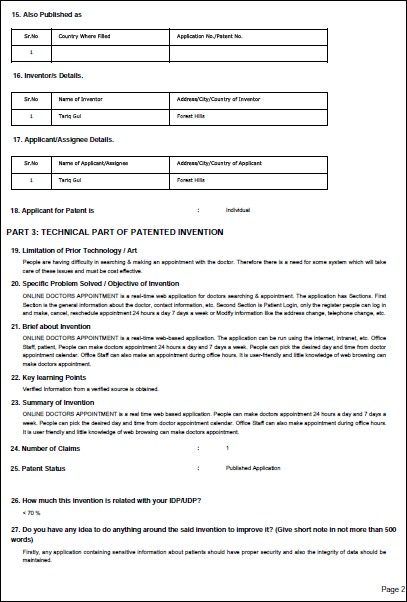 15. Also Published as
Sr.No Country Where Filed Application No./Patent No.
1
16. Inventor/s Details.
Sr.No Name of Inventor Address/City/Country of Inventor
1 Tariq Gul Forest Hills
17. Applicant/Assignee Details.
Sr.No Name of Applicant/Assignee Address/City/Country of Applicant
1 Tariq Gul Forest Hills
18. Applicant for Patent is : Individual
PART 3: TECHNICAL PART OF PATENTED INVENTION
19. Limitation of Prior Technology / Art
People are having difficulty in searching & making an appointment with the doctor. Therefore there is a need for some system which will take
care of these issues and must be cost effective.
20. Specific Problem Solved / Objective of Invention
ONLINE DOCTORS APPOINTMENT is a real-time web application for doctors searching & appointment. The application has Sections. First
Section is the general information about the doctor, contact information, etc. Second Section is Patient Login, only the register people can log in
and make, cancel, reschedule appointment 24 hours a day 7 days a week or Modify information like the address change, telephone change, etc.
21. Brief about Invention
ONLINE DOCTORS APPOINTMENT is a real-time web-based application. The application can be run using the Internet, Intranet, etc. Office
Staff, patient, People can make doctors appointment 24 hours a day and 7 days a week. People can pick the desired day and time from doctor
appointment calendar. Office Staff can also make an appointment during office hours. It is user-friendly and little knowledge of web browsing can
make doctors appointment.
22. Key learning Points
Verified Information from a verified source is obtained.
23. Summary of Invention
ONLINE DOCTORS APPOINTMENT is a real time web based application. People can make doctors appointment 24 hours a day and 7 days a
week. People can pick the desired day and time from doctor appointment calendar. Office Staff can also make appointment during office hours.
It is user friendly and little knowledge of web browsing can make doctors appointment.
24. Number of Claims : 1
25. Patent Status : Published Application
26. How much this invention is related with your IDP/UDP?
< 70 %
27. Do you have any idea to do anything around the said invention to improve it? (Give short note in not more than 500
words)
Firstly, any application containing sensitive information about patients should have proper security and also the integrity of data should be
maintained.
Page 2